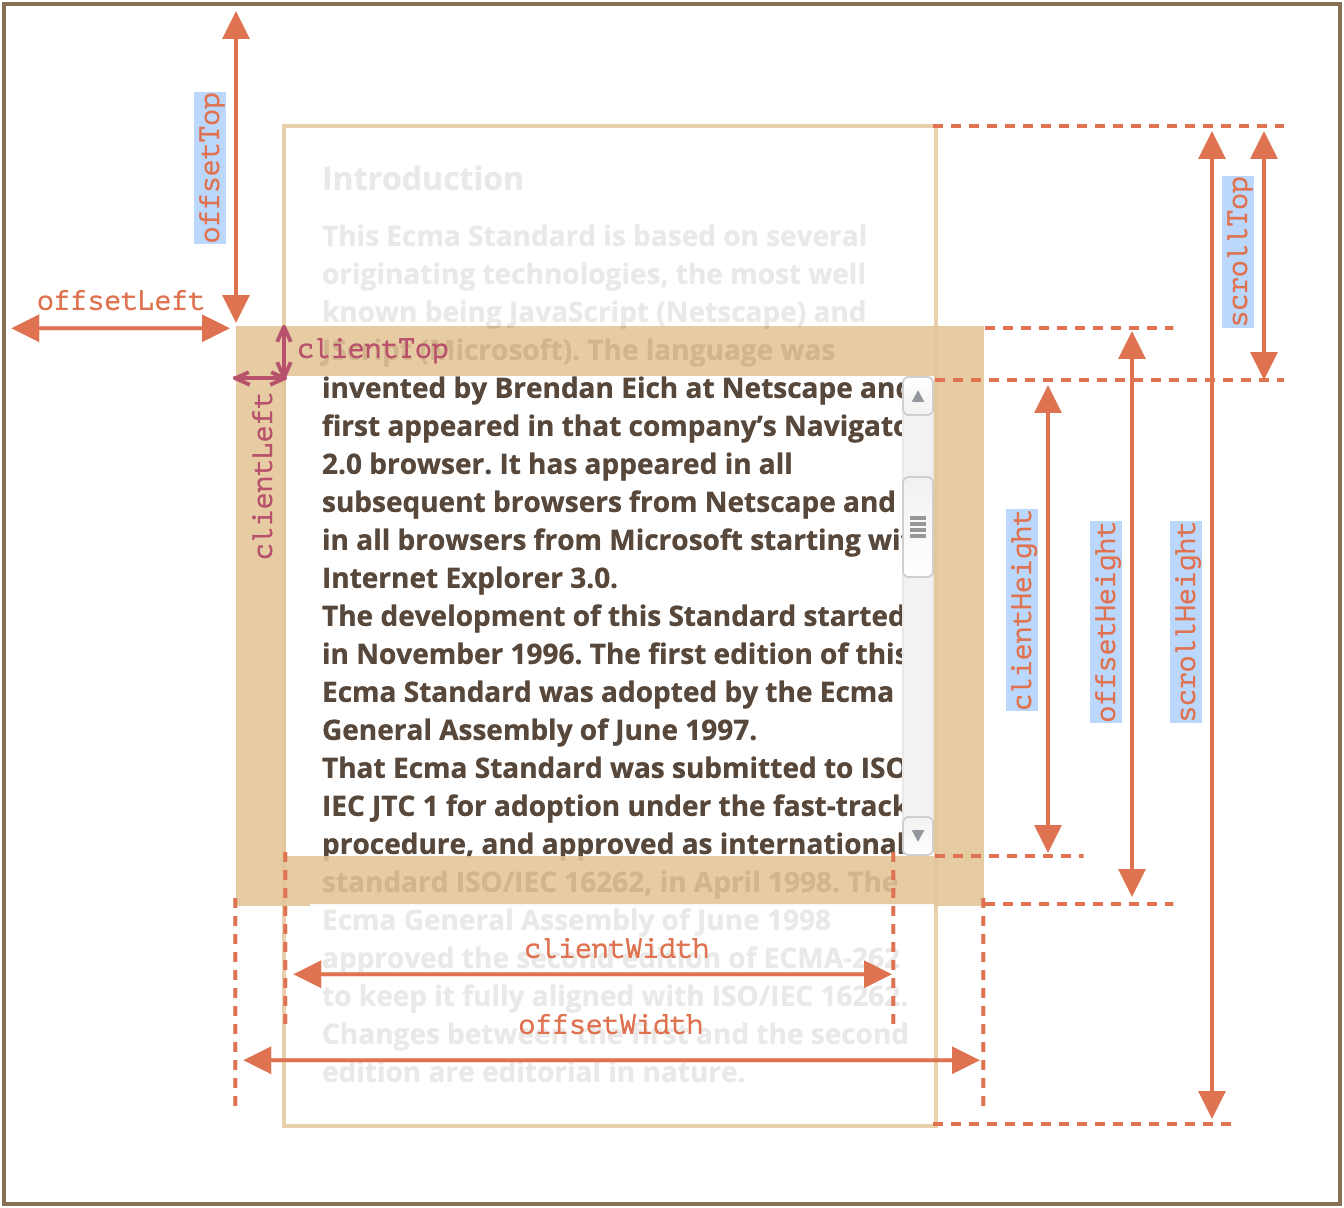 offsetTop
Introduction
This Ecma Standard is based on several
originating technologies, the most well
known being JavaScript (Netscape) and
offsetLeft
scrollTop
JScript (Microsoft). The language was
clientTop
clientLeft
invented by Brendan Eich at Netscape and
first appeared in that company’s Navigato
2.0 browser. It has appeared in all
subsequent browsers from Netscape and
in all browsers from Microsoft starting wi
Internet Explorer 3.0.
The development of this Standard started
in November 1996. The first edition of this
Ecma Standard was adopted by the Ecma
General Assembly of June 1997.
That Ecma Standard was submitted to ISO
IEC JTC 1 for adoption under the fast-track
procedure, and approved as international
clientHeight
offsetHeight
scrollHeight
standard ISO/IEC 16262, in April 1998. The
Ecma General Assembly of June 1998
approved the second edition of ECMA-262
clientWidth
to keep it fully aligned with ISO/IEC 16262.
Changes between the first and the second
offsetWidth
edition are editorial in nature.